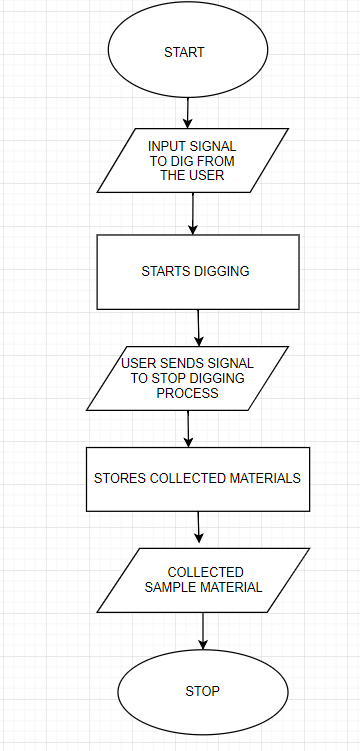 START
INPUT SIGNAL
TO DIG FROM
THE USER
STARTS DIGGING
USER SENDS SIGNAL
TO STOP DIGGING
PROCESS
STORES COLLECTED MATERIALS
COLLECTED
SAMPLE MATERIAL
STOP